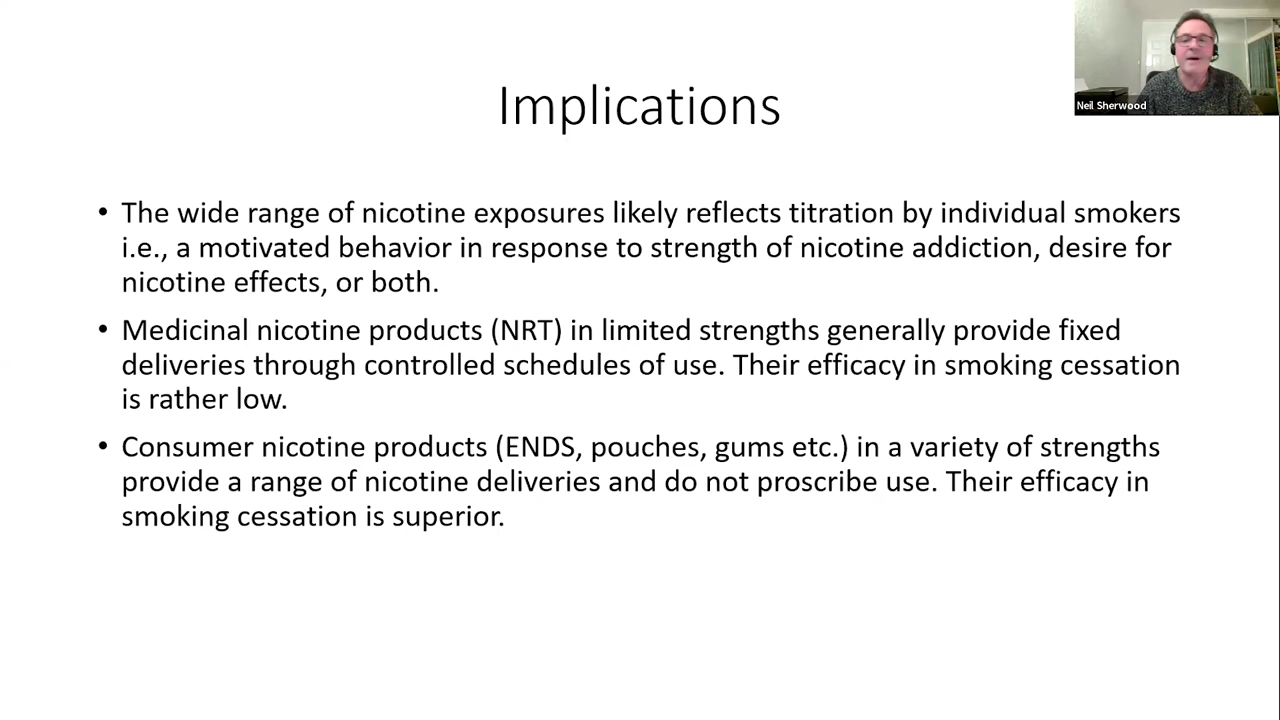 Implications
Neil Sherwood
• The wide range of nicotine exposures likely reflects titration by individual smokers
i.e., a motivated behavior in response to strength of nicotine addiction, desire for
nicotine effects, or both.
• Medicinal nicotine products (NRT) in limited strengths generally provide fixed
deliveries through controlled schedules of use. Their efficacy in smoking cessation
is rather low.
• Consumer nicotine products (ENDS, pouches, gums etc.) in a variety of strengths
provide a range of nicotine deliveries and do not proscribe use. Their efficacy in
smoking cessation is superior.